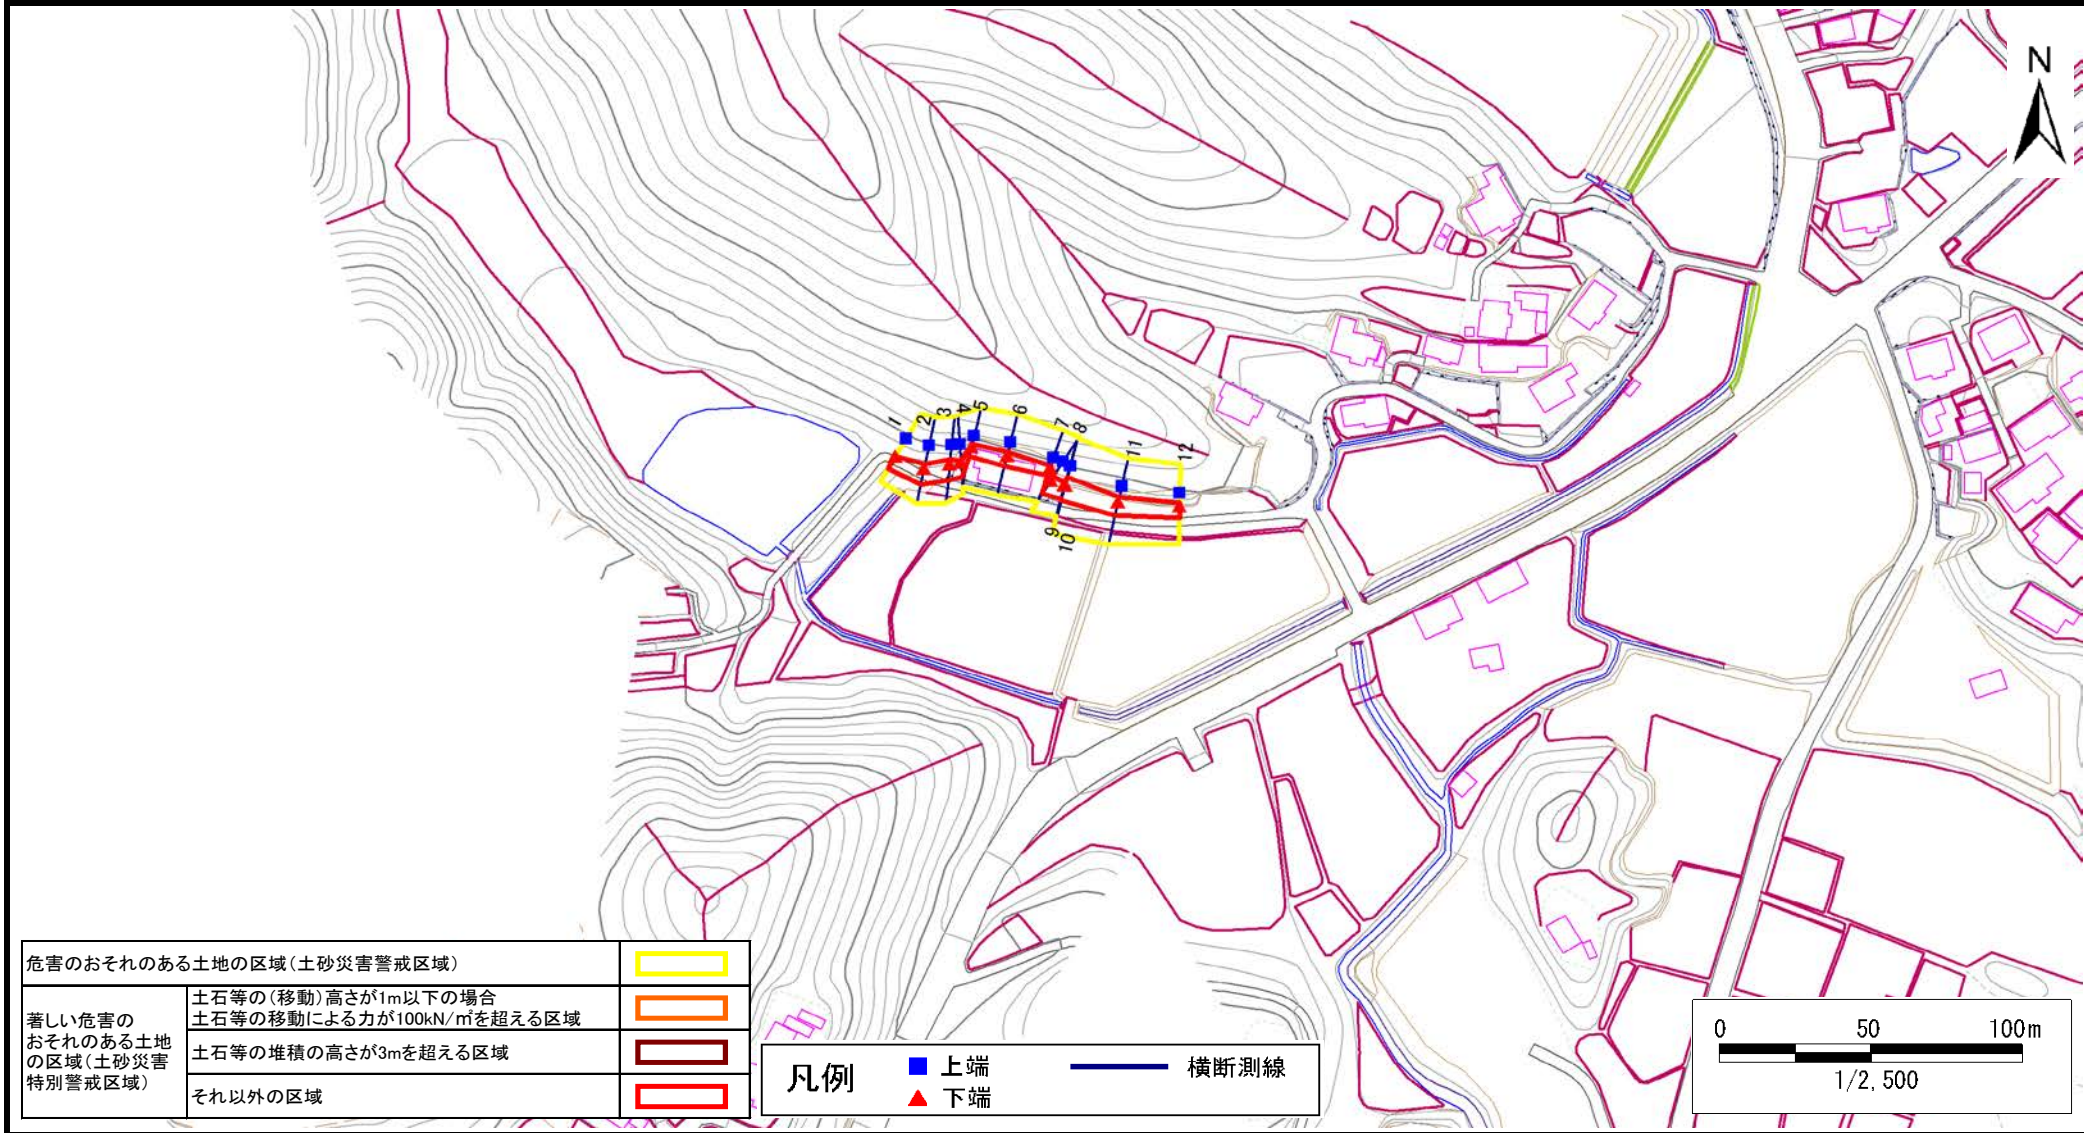 N
1
2
3
4
5
6
7
8
11
12
9
10
危害のおそれのある土地の区域(土砂災害警戒区域)
著しい危害の
おそれのある土地
の区域(土砂災害
特別警戒区域)
土石等の(移動)高さが1m以下の場合
土石等の移動による力が100kN/㎡を超える区域
土石等の堆積の高さが3mを超える区域
それ以外の区域
凡例
上端
下端
横断測線
0 50 100m
1/2,500